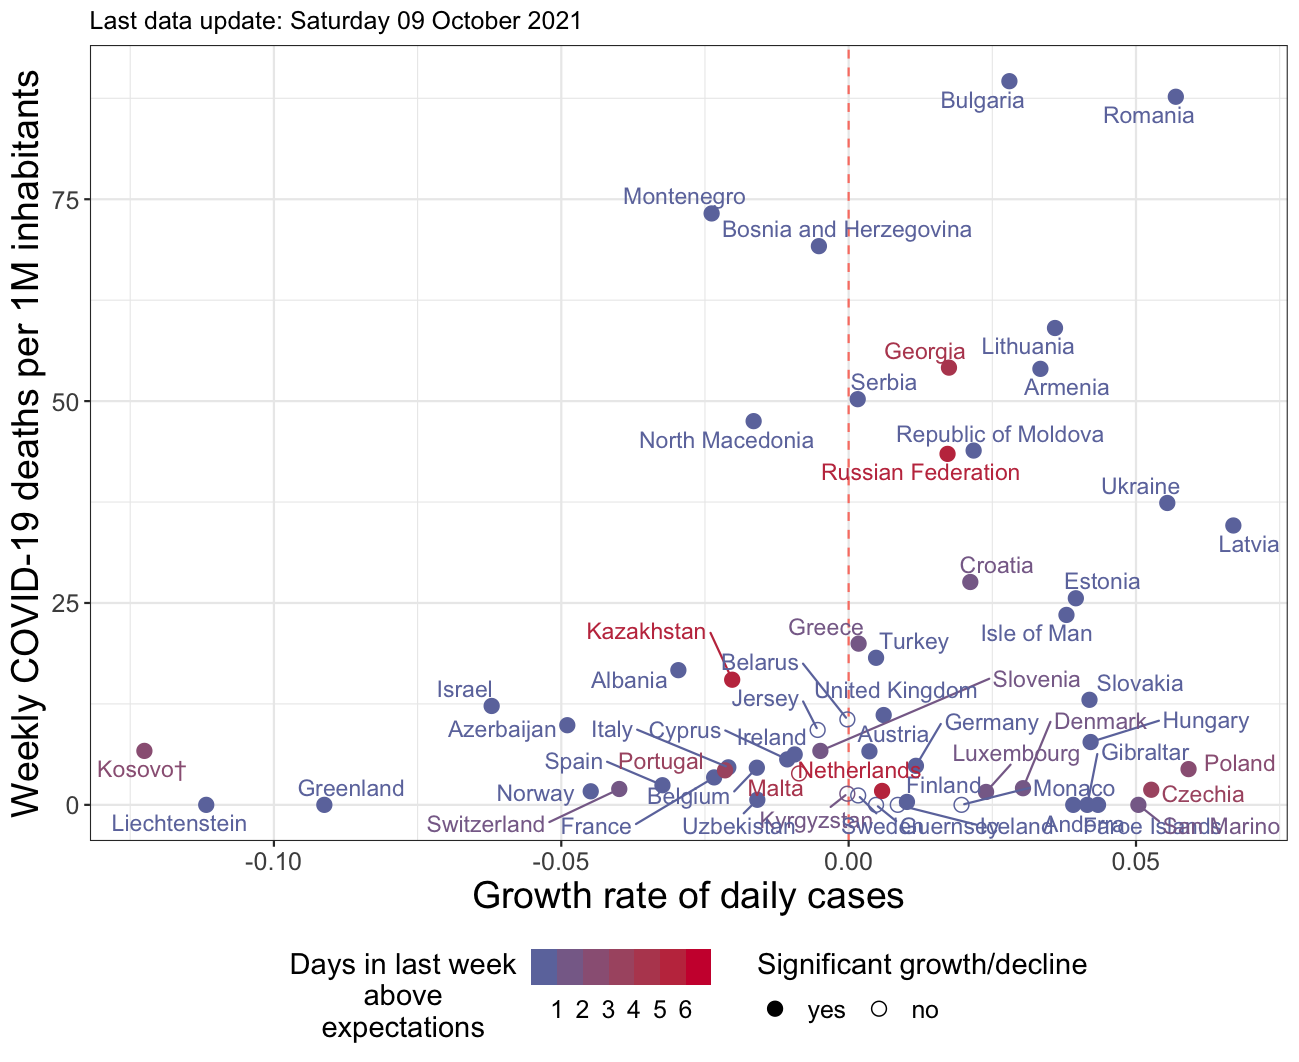 Last data update: Saturday 09 October 2021
Weekly COVID-19 deaths per 1M inhabitants
75
50
25
0
Bulgaria
Romania
Montenegro
Bosnia and Herzegovina
Lithuania
Georgia
Armenia
Serbia
North Macedonia
Republic of Moldova
Russian Federation
Ukraine
Latvia
Croatia
Estonia
Isle of Man
Kazakhstan
Greece
Turkey
Belarus
Albania
Slovenia
Slovakia
Israel
Jersey
United Kingdom
Azerbaijan
Italy
Cyprus
Ireland
Austria
Germany
Denmark
Hungary
Kosovo†
Spain
Portugal
Netherlands
Luxembourg
Gibraltar
Poland
Greenland
Norway
Belgium
Malta
Finland
Monaco
Czechia
Liechtenstein
Switzerland
France
Uzbekistan
Kyrgyzstan
Sweden
Guernsey
Iceland
Andorra
Faroe Islands
San Marino
-0.10
-0.05
0.00
0.05
Growth rate of daily cases
Days in last week
above
expectations
1 2 3 4 5 6
Significant growth/decline
yes
no